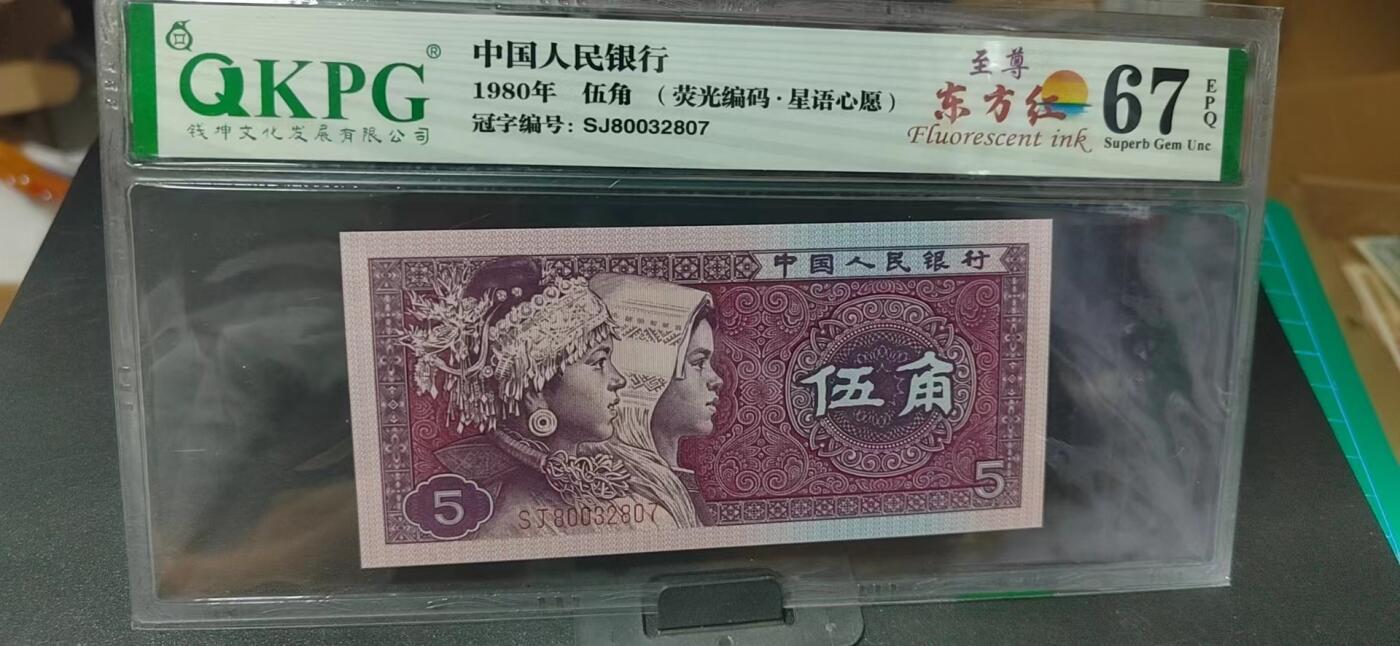 QKPG®
钱坤文化发展有限公司
中国人民银行
1980年 伍角 （荧光编码·星语心愿）
冠字编号: SJ80032807
至尊
东方红
Fluorescent ink
67
EPQ
Superb Gem Unc
中国人民银行
伍角
5
SJ80032807
5